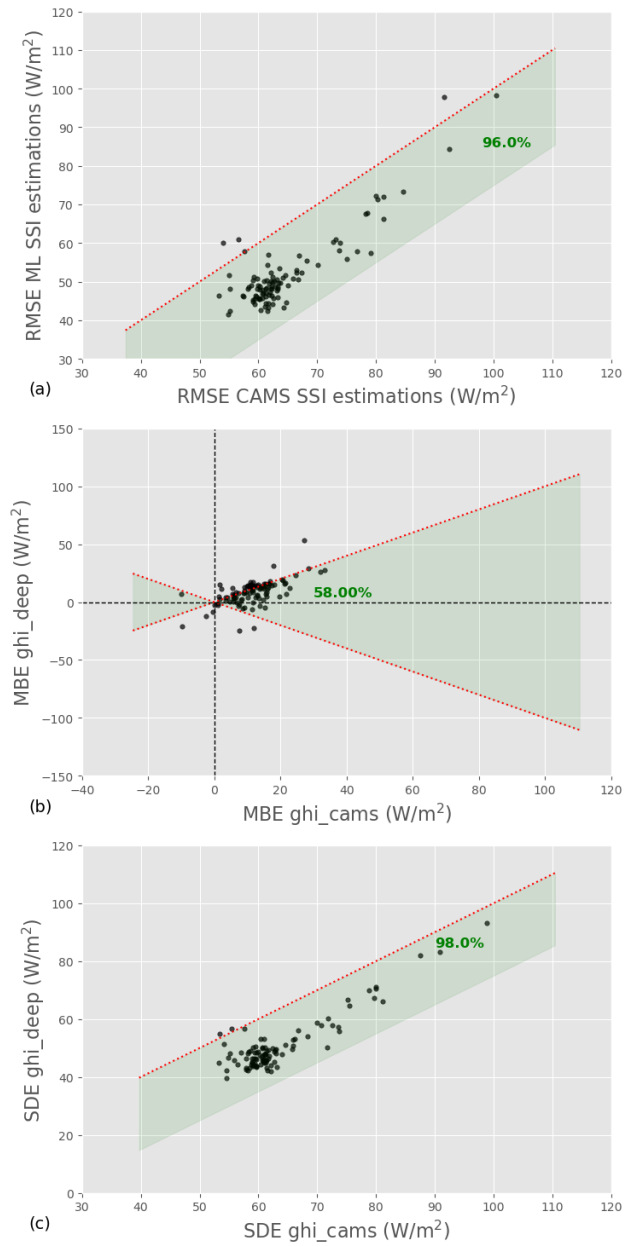 120
110
100
90
80
70
60
50
40
30
RMSE ML SSI estimations (W/m²)
96.0%
30 40 50 60 70 80 90 100 110 120
(a)
RMSE CAMS SSI estimations (W/m²)
150
100
50
0
−50
−100
−150
MBE ghi_deep (W/m²)
58.00%
−40 −20 0 20 40 60 80 100 120
(b)
MBE ghi_cams (W/m²)
120
100
80
60
40
20
0
SDE ghi_deep (W/m²)
98.0%
30 40 50 60 70 80 90 100 110 120
(c)
SDE ghi_cams (W/m²)